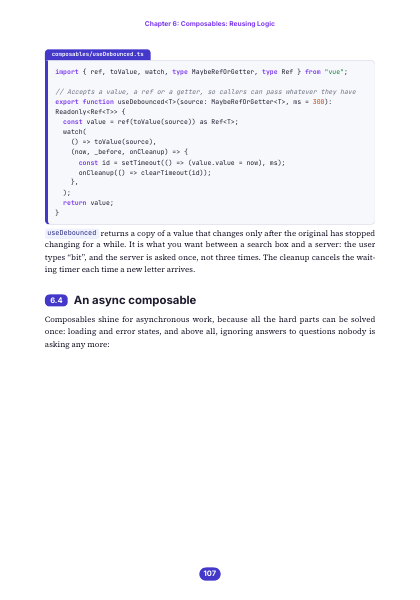 Chapter 6: Composables: Reusing Logic
composables/useDebounced.ts
import { ref, toValue, watch, type MaybeRefOrGetter, type Ref } from "vue";
// Accepts a value, a ref or a getter, so callers can pass whatever they have
export function useDebounced<T>(source: MaybeRefOrGetter<T>, ms = 300):
Readonly<Ref<T>> {
  const value = ref(toValue(source)) as Ref<T>;
  watch(
    () => toValue(source),
    (now, _before, onCleanup) => {
      const id = setTimeout(() => (value.value = now), ms);
      onCleanup(() => clearTimeout(id));
    },
  );
  return value;
}
useDebounced returns a copy of a value that changes only after the original has stopped
changing for a while. It is what you want between a search box and a server: the user
types “bit”, and the server is asked once, not three times. The cleanup cancels the wait-
ing timer each time a new letter arrives.
6.4 An async composable
Composables shine for asynchronous work, because all the hard parts can be solved
once: loading and error states, and above all, ignoring answers to questions nobody is
asking any more:
107